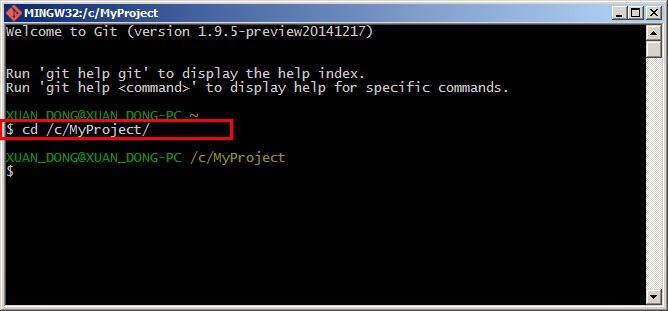 MINGW32:/c/MyProject
Welcome to Git (version 1.9.5-preview20141217)
Run 'git help git' to display the help index.
Run 'git help <command>' to display help for specific commands.
XUAN_DONG@XUAN_DONG-PC ~
$ cd /c/MyProject/
XUAN_DONG@XUAN_DONG-PC /c/MyProject
$